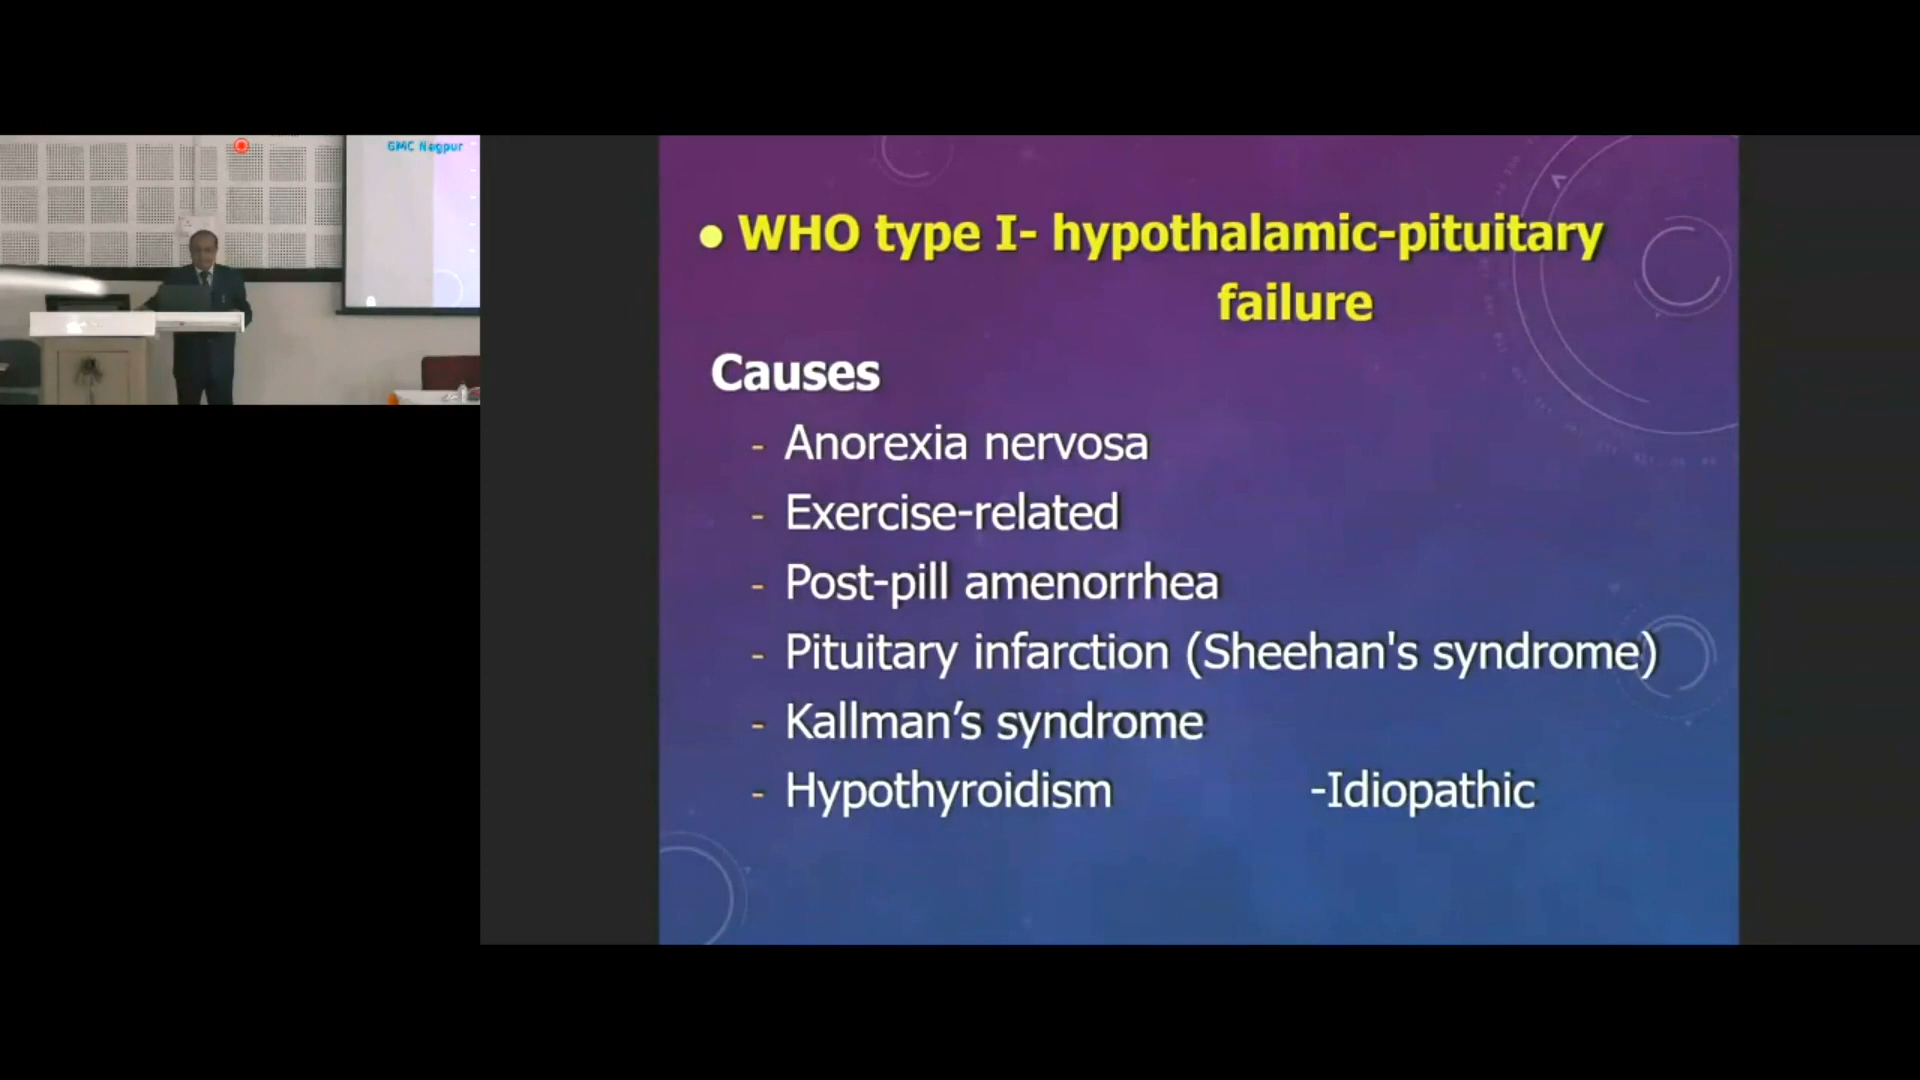 GMC Nagpur
• WHO type I- hypothalamic-pituitary
failure
Causes
- Anorexia nervosa
- Exercise-related
- Post-pill amenorrhea
- Pituitary infarction (Sheehan's syndrome)
- Kallman’s syndrome
- Hypothyroidism -Idiopathic